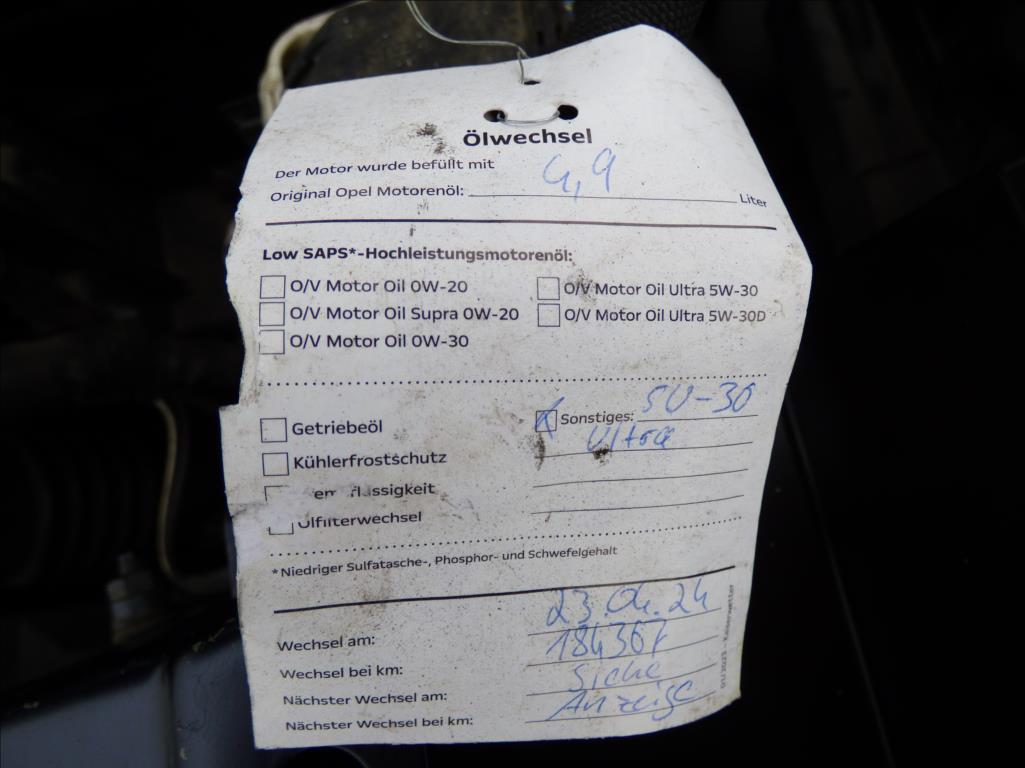 Ölwechsel
Der Motor wurde befüllt mit
Original Opel Motorenöl: 4,9 Liter
Low SAPS*-Hochleistungsmotorenöl:
O/V Motor Oil 0W-20 O/V Motor Oil Ultra 5W-30
O/V Motor Oil Supra 0W-20 O/V Motor Oil Ultra 5W-30D
O/V Motor Oil 0W-30
Getriebeöl Sonstiges: 5W-30
Ultra
Kühlerfrostschutz
Ölfilterwechsel
*Niedriger Sulfatasche-, Phosphor- und Schwefelgehalt
Wechsel am: 23.04.24
Wechsel bei km: 184367
Nächster Wechsel am: Siehe
Nächster Wechsel bei km: Anzeige
01/2023